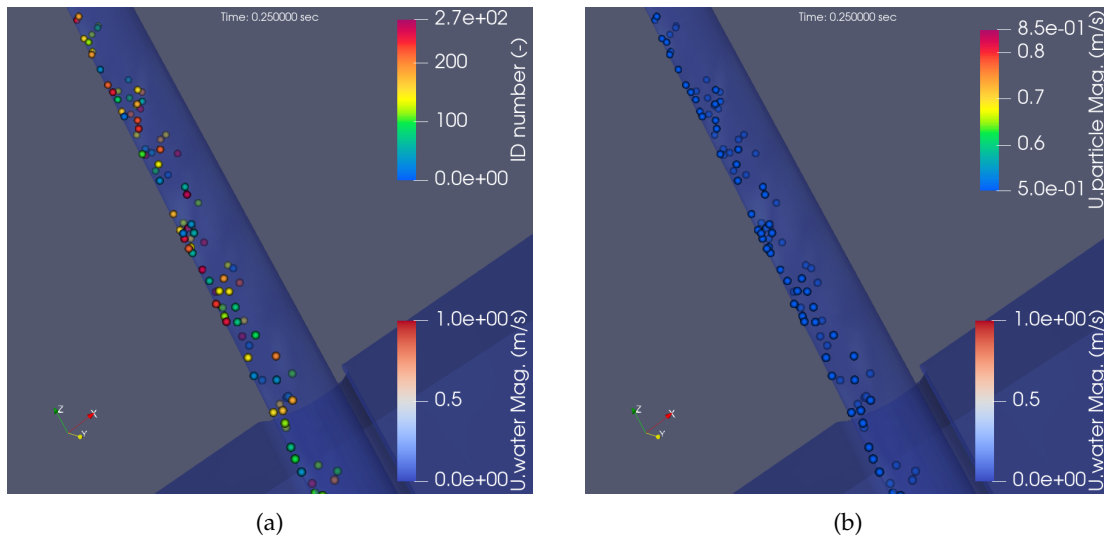 Time: 0.250000 sec
2.7e+02
200
100
0.0e+00
ID number (-)
1.0e+00
0.5
0.0e+00
U.water Mag. (m/s)
Z
X
Y
(a)
Time: 0.250000 sec
8.5e-01
0.8
0.7
0.6
5.0e-01
U.particle Mag. (m/s)
1.0e+00
0.5
0.0e+00
U.water Mag. (m/s)
Z
X
Y
(b)